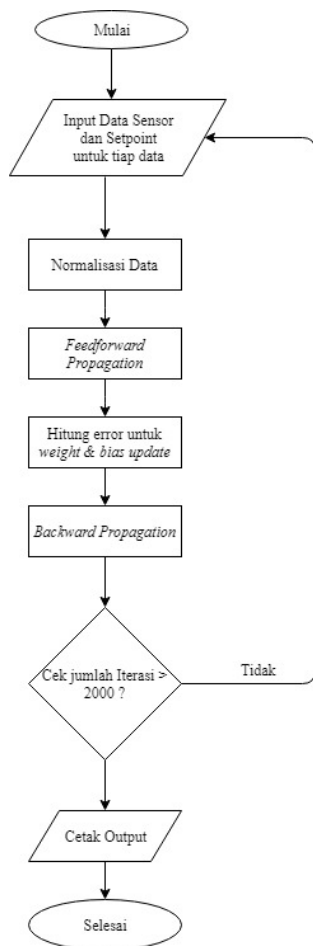 Mulai
Input Data Sensor
dan Setpoint
untuk tiap data
Normalisasi Data
Feedforward
Propagation
Hitung error untuk
weight & bias update
Backward Propagation
Cek jumlah Iterasi >
2000 ?
Tidak
Cetak Output
Selesai